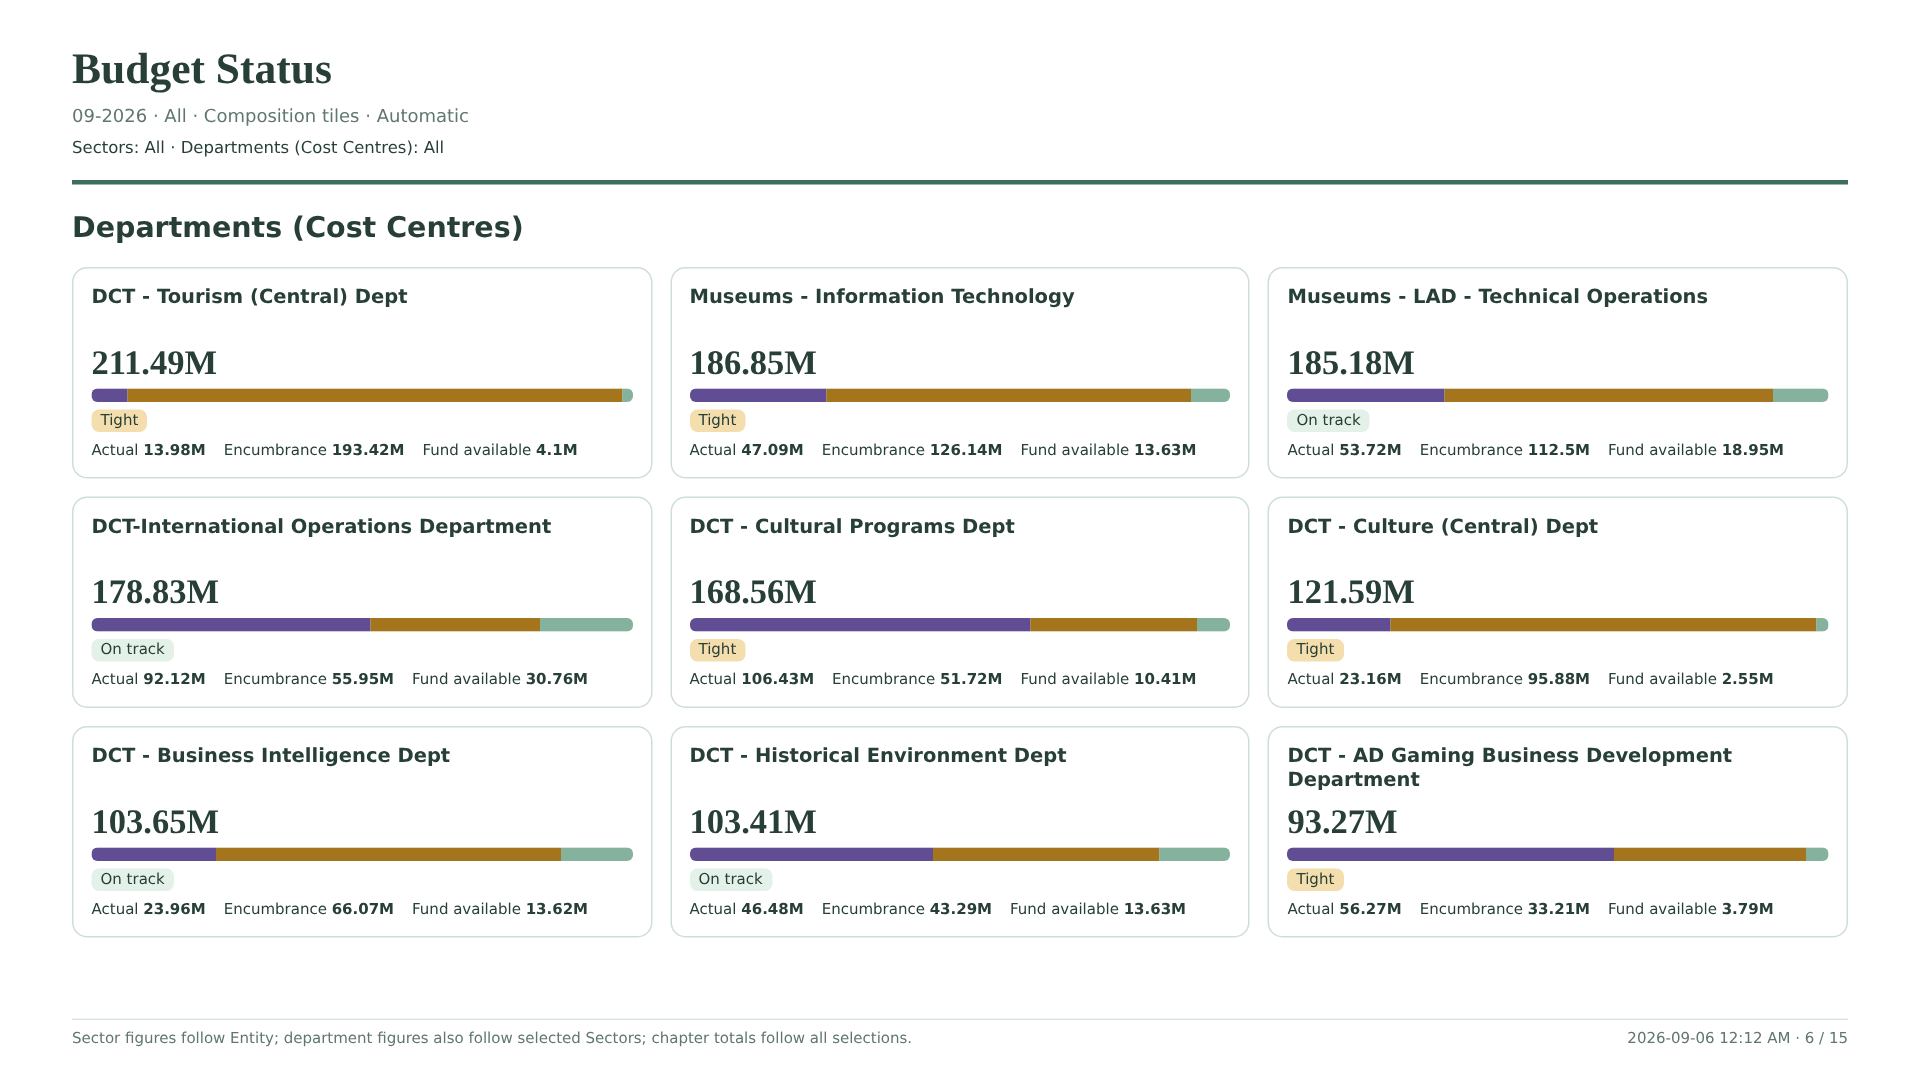 Budget Status
09-2026 · All · Composition tiles · Automatic
Sectors: All · Departments (Cost Centres): All
Departments (Cost Centres)
DCT - Tourism (Central) Dept
211.49M
Tight
Actual 13.98M Encumbrance 193.42M Fund available 4.1M
Museums - Information Technology
186.85M
Tight
Actual 47.09M Encumbrance 126.14M Fund available 13.63M
Museums - LAD - Technical Operations
185.18M
On track
Actual 53.72M Encumbrance 112.5M Fund available 18.95M
DCT-International Operations Department
178.83M
On track
Actual 92.12M Encumbrance 55.95M Fund available 30.76M
DCT - Cultural Programs Dept
168.56M
Tight
Actual 106.43M Encumbrance 51.72M Fund available 10.41M
DCT - Culture (Central) Dept
121.59M
Tight
Actual 23.16M Encumbrance 95.88M Fund available 2.55M
DCT - Business Intelligence Dept
103.65M
On track
Actual 23.96M Encumbrance 66.07M Fund available 13.62M
DCT - Historical Environment Dept
103.41M
On track
Actual 46.48M Encumbrance 43.29M Fund available 13.63M
DCT - AD Gaming Business Development
Department
93.27M
Tight
Actual 56.27M Encumbrance 33.21M Fund available 3.79M
Sector figures follow Entity; department figures also follow selected Sectors; chapter totals follow all selections.
2026-09-06 12:12 AM · 6 / 15